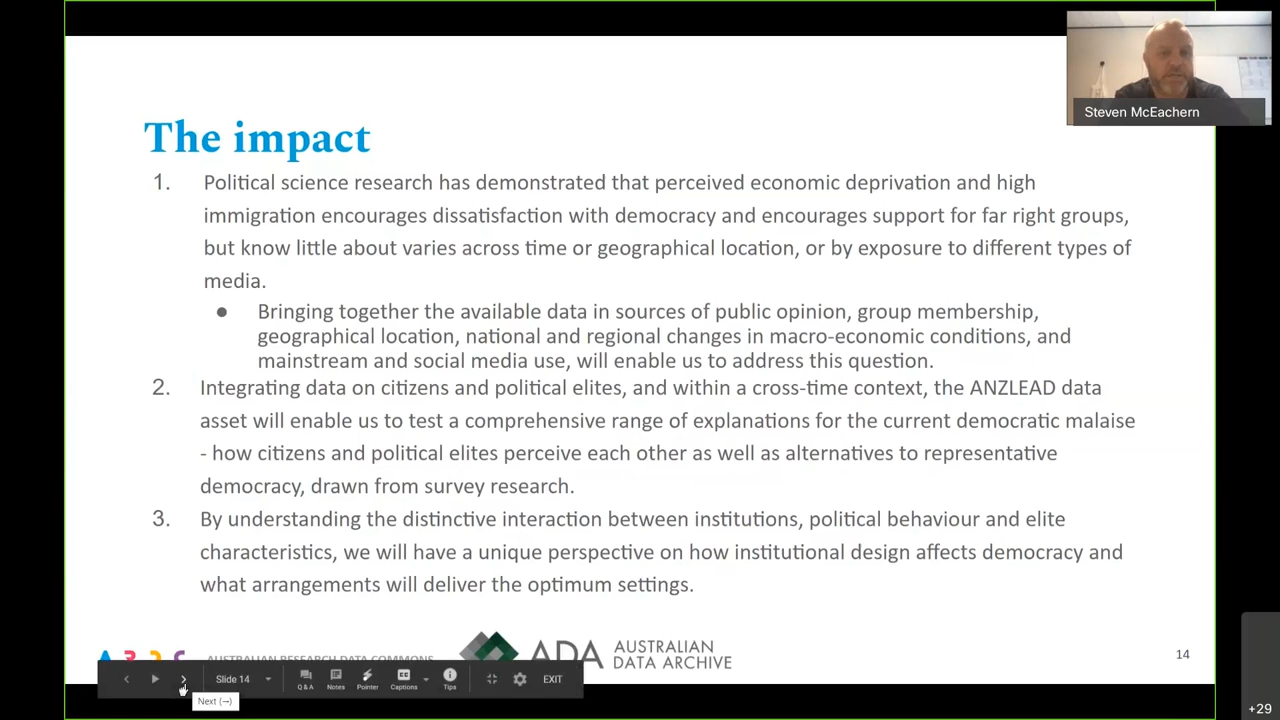 Steven McEachern
The impact
1. Political science research has demonstrated that perceived economic deprivation and high
immigration encourages dissatisfaction with democracy and encourages support for far right groups,
but know little about varies across time or geographical location, or by exposure to different types of
media.
● Bringing together the available data in sources of public opinion, group membership,
geographical location, national and regional changes in macro-economic conditions, and
mainstream and social media use, will enable us to address this question.
2. Integrating data on citizens and political elites, and within a cross-time context, the ANZLEAD data
asset will enable us to test a comprehensive range of explanations for the current democratic malaise
- how citizens and political elites perceive each other as well as alternatives to representative
democracy, drawn from survey research.
3. By understanding the distinctive interaction between institutions, political behaviour and elite
characteristics, we will have a unique perspective on how institutional design affects democracy and
what arrangements will deliver the optimum settings.
AUSTRALIAN RESEARCH DATA COMMONS
ADA AUSTRALIAN
DATA ARCHIVE
14
Slide 14 Q & A Notes Pointer Captions Tips EXIT
Next (→)
+29